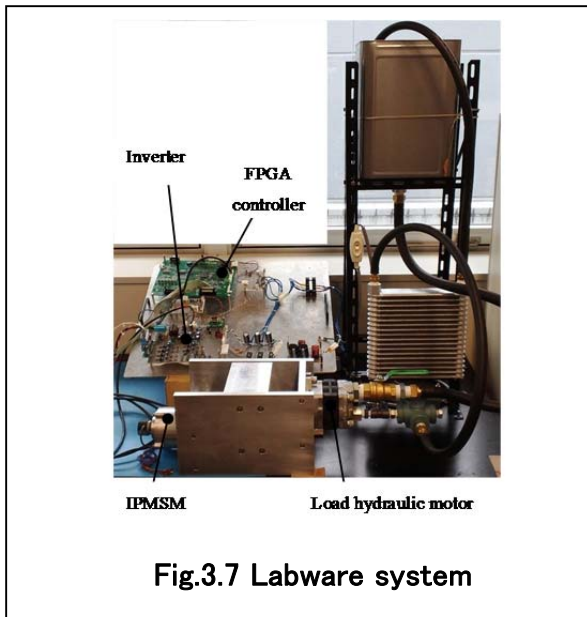 Inverter
FPGA
controller
IPMSM
Load hydraulic motor
Fig.3.7 Labware system